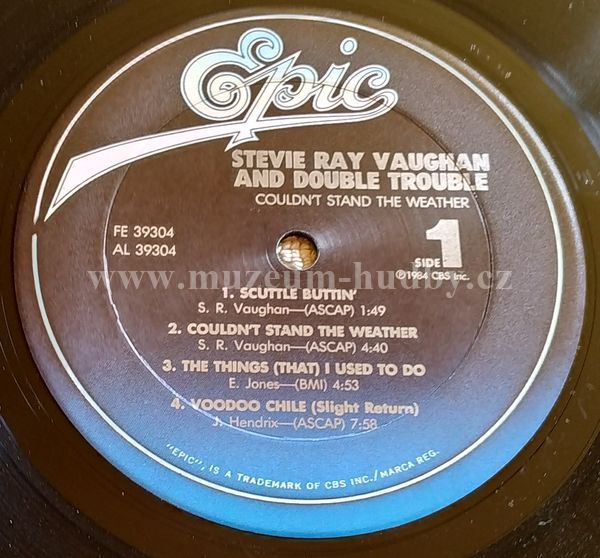 Epic
STEVIE RAY VAUGHAN
AND DOUBLE TROUBLE
COULDN'T STAND THE WEATHER
FE 39304
AL 39304
SIDE 1
℗1984 CBS Inc.
www.muzeum-hudby.cz
1. SCUTTLE BUTTIN'
S. R. Vaughan—(ASCAP) 1:49
2. COULDN'T STAND THE WEATHER
S. R. Vaughan—(ASCAP) 4:40
3. THE THINGS (THAT) I USED TO DO
E. Jones—(BMI) 4:53
4. VOODOO CHILE (Slight Return)
J. Hendrix—(ASCAP) 7:58
"EPIC", IS A TRADEMARK OF CBS INC./MARCA REG.